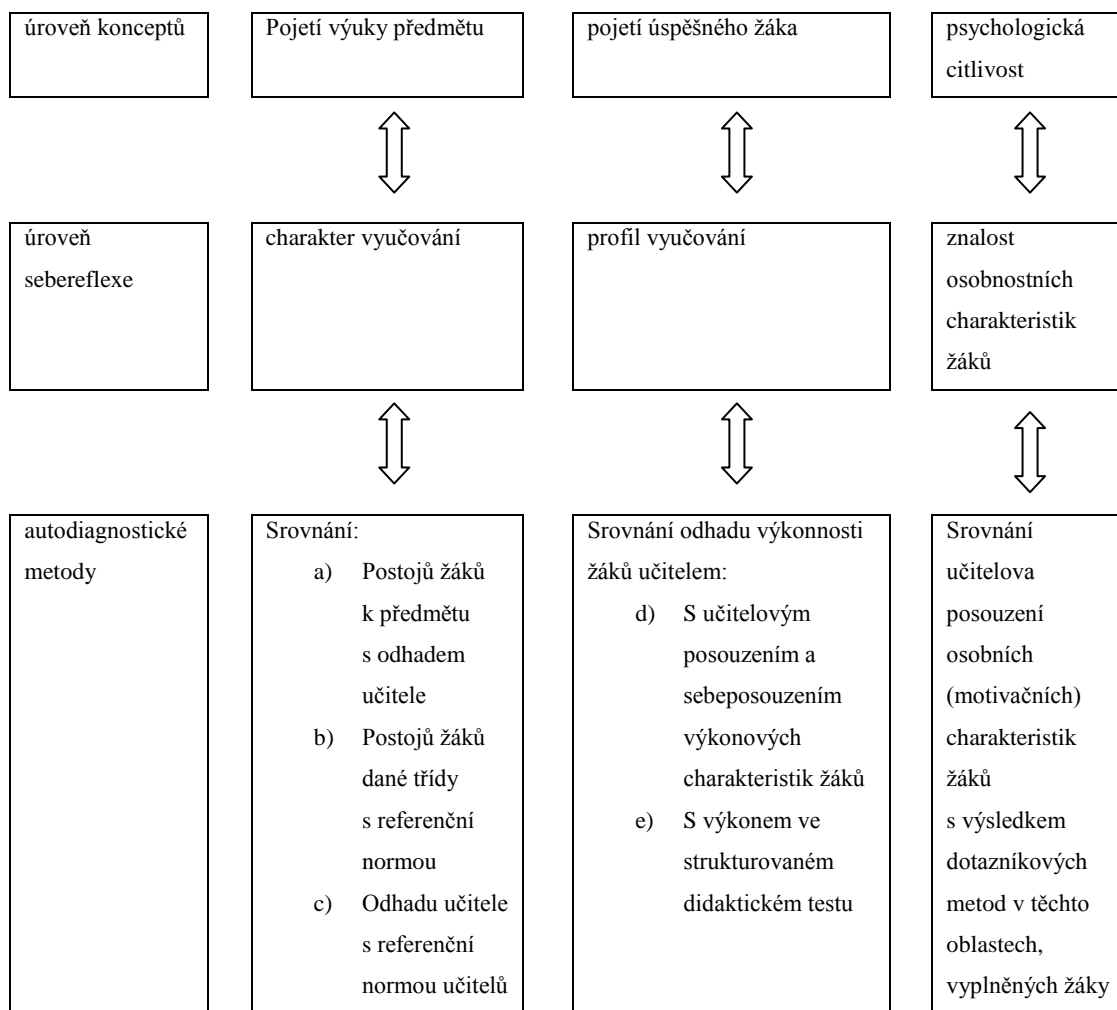 úroveň konceptů
Pojetí výuky předmětu
pojetí úspěšného žáka
psychologická
citlivost
úroveň
sebereflexe
charakter vyučování
profil vyučování
znalost
osobnostních
charakteristik
žáků
autodiagnostické
metody
Srovnání:
a) Postojů žáků
k předmětu
s odhadem
učitele
b) Postojů žáků
dané třídy
s referenční
normou
c) Odhadu učitele
s referenční
normou učitelů
Srovnání odhadu výkonnosti
žáků učitelem:
d) S učitelovým
posouzením a
sebeposouzením
výkonových
charakteristik žáků
e) S výkonem ve
strukturovaném
didaktickém testu
Srovnání
učitelova
posouzení
osobních
(motivačních)
charakteristik
žáků
s výsledkem
dotazníkových
metod v těchto
oblastech,
vyplněných žáky